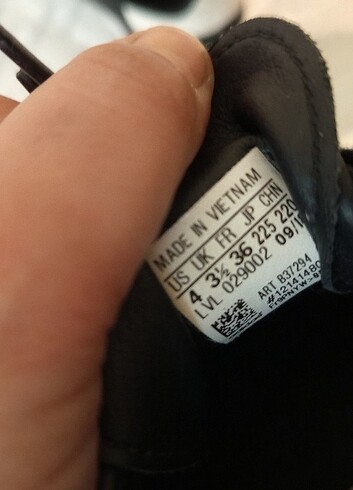 MADE IN VIETNAM
US UK FR JP CHN
4 3½ 36 225 220
LVL 029002 09/1
ART B37294
#12141480